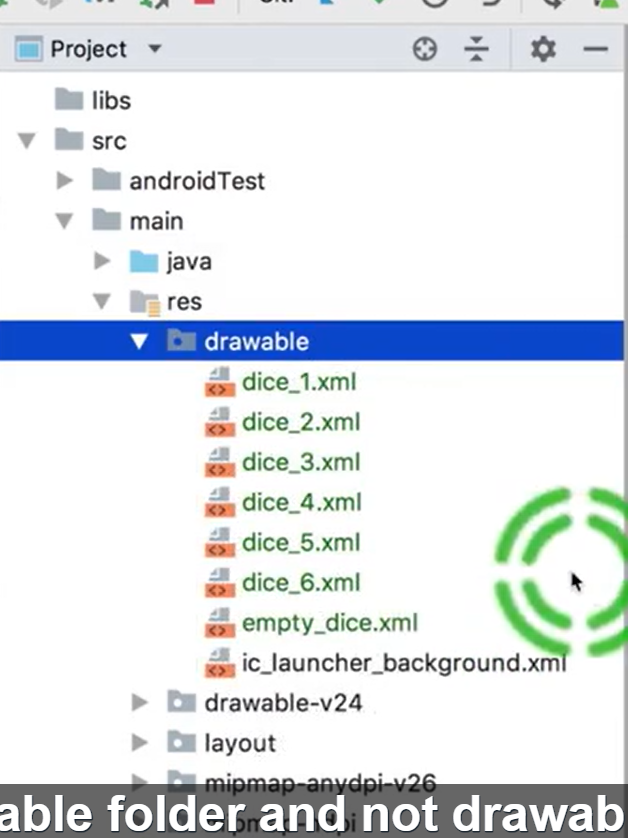 Project
libs
src
androidTest
main
java
res
drawable
dice_1.xml
dice_2.xml
dice_3.xml
dice_4.xml
dice_5.xml
dice_6.xml
empty_dice.xml
ic_launcher_background.xml
drawable-v24
layout
mipmap-anydpi-v26
able folder and not drawab